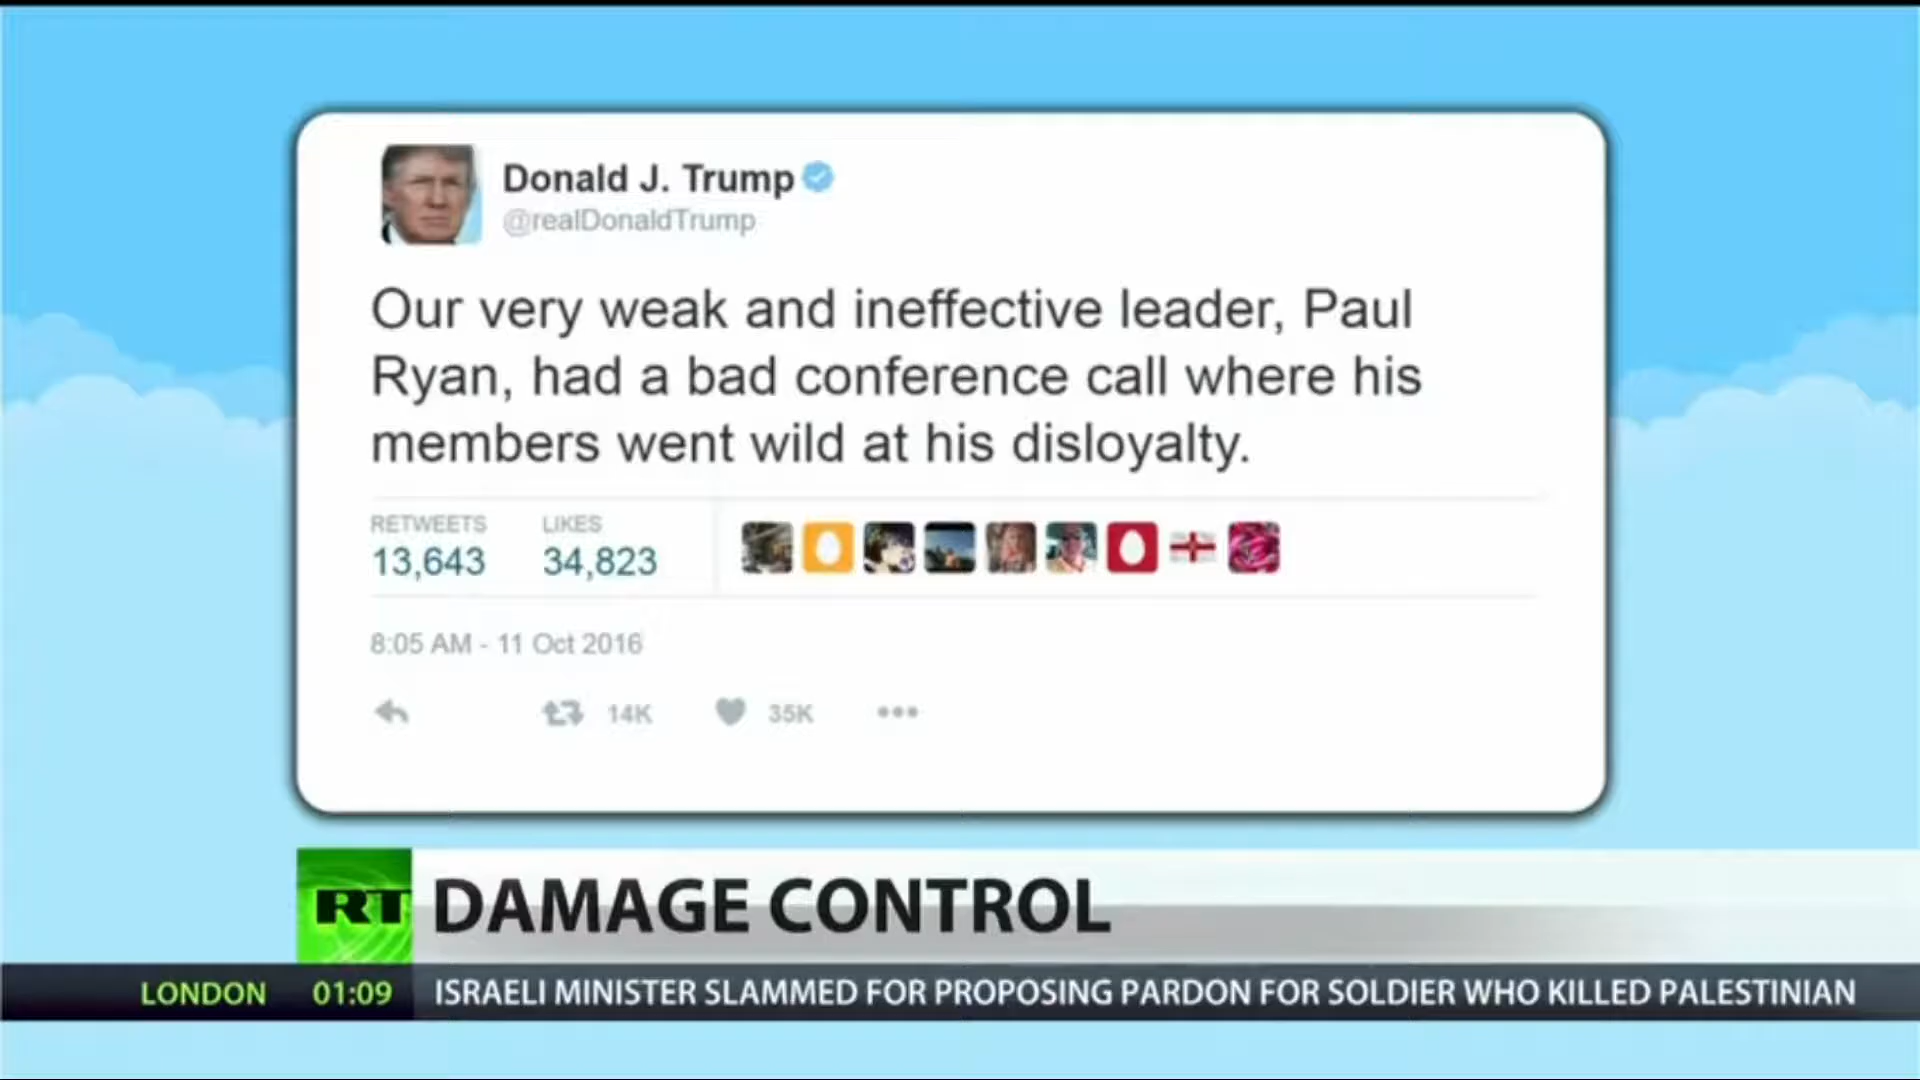 Donald J. Trump
@realDonaldTrump
Our very weak and ineffective leader, Paul
Ryan, had a bad conference call where his
members went wild at his disloyalty.
RETWEETS LIKES
13,643 34,823
8:05 AM - 11 Oct 2016
14K 35K
RT DAMAGE CONTROL
LONDON 01:09 ISRAELI MINISTER SLAMMED FOR PROPOSING PARDON FOR SOLDIER WHO KILLED PALESTINIAN